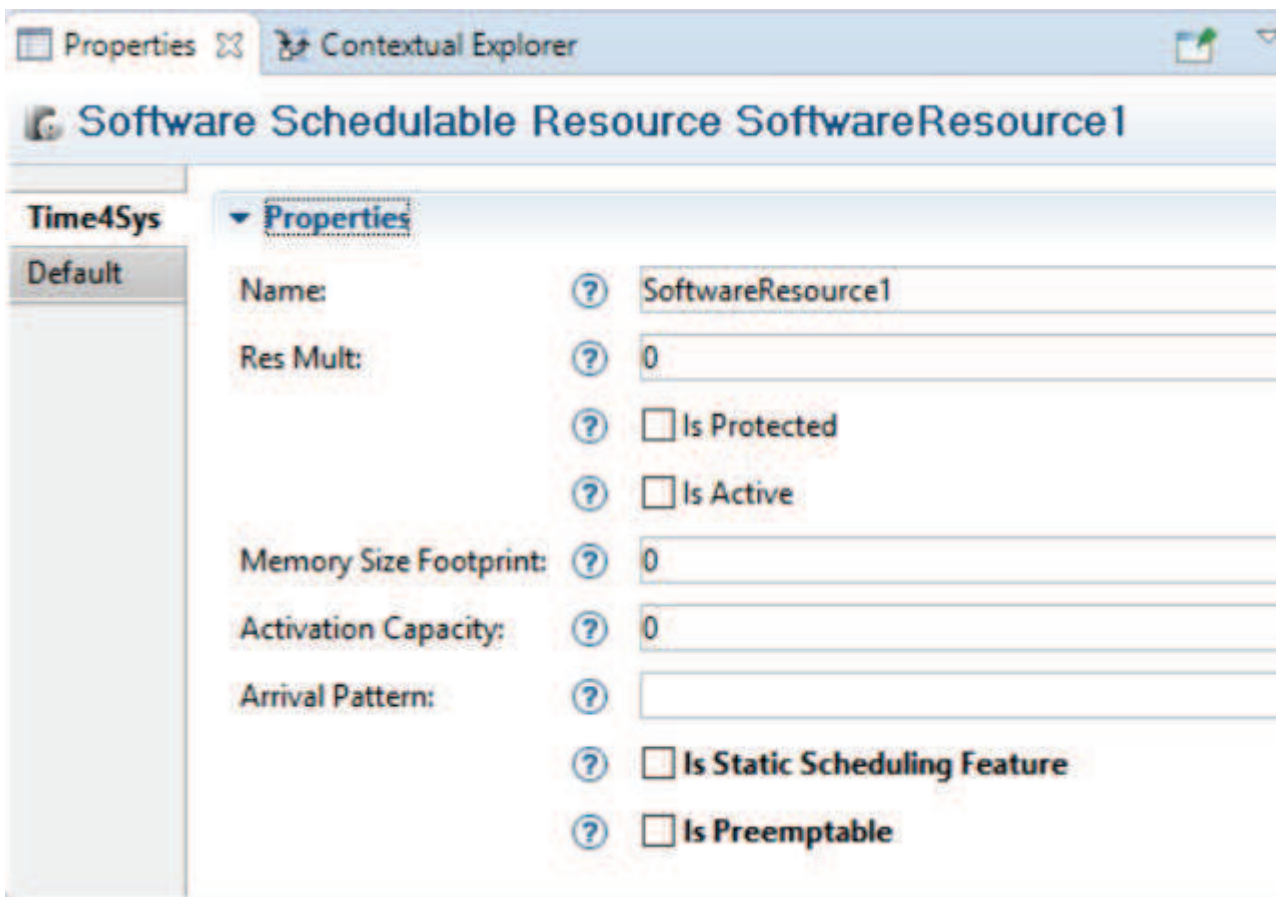 Properties Contextual Explorer
Software Schedulable Resource SoftwareResource1
Time4Sys
Default
Properties
Name: ? SoftwareResource1
Res Mult: ? 0
? Is Protected
? Is Active
Memory Size Footprint: ? 0
Activation Capacity: ? 0
Arrival Pattern: ?
? Is Static Scheduling Feature
? Is Preemptable